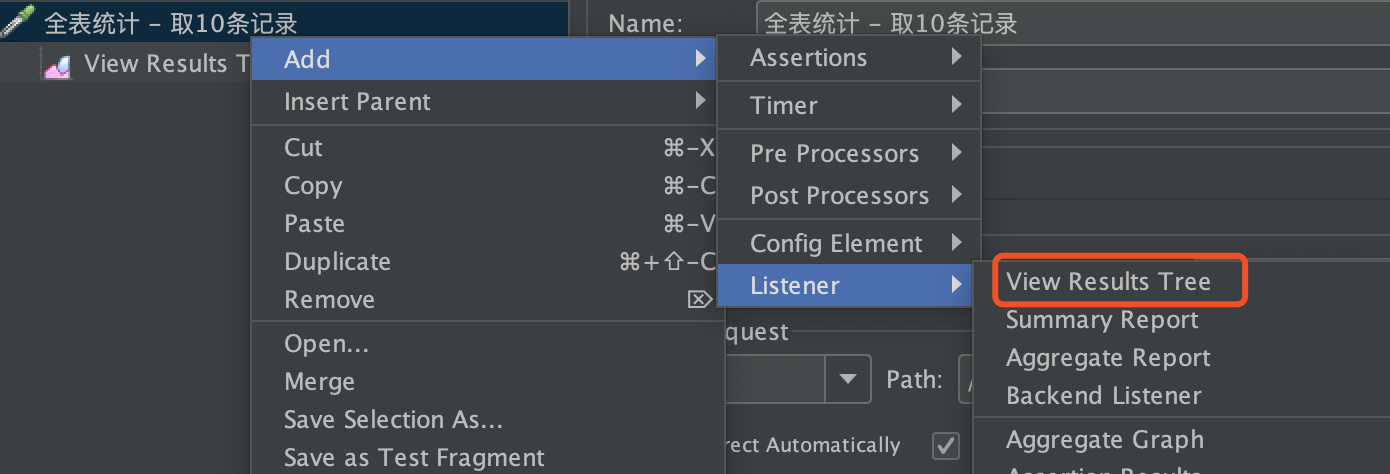 全表统计 - 取10条记录
View Results T
Name:
全表统计 - 取10条记录
Add
Insert Parent
Cut ⌘-X
Copy ⌘-C
Paste ⌘-V
Duplicate ⌘+⇧-C
Remove ⌦
Open...
Merge
Save Selection As...
Save as Test Fragment
Assertions
Timer
Pre Processors
Post Processors
Config Element
Listener
View Results Tree
Summary Report
Aggregate Report
Backend Listener
Aggregate Graph
Assertion Results
quest
Path:
rect Automatically